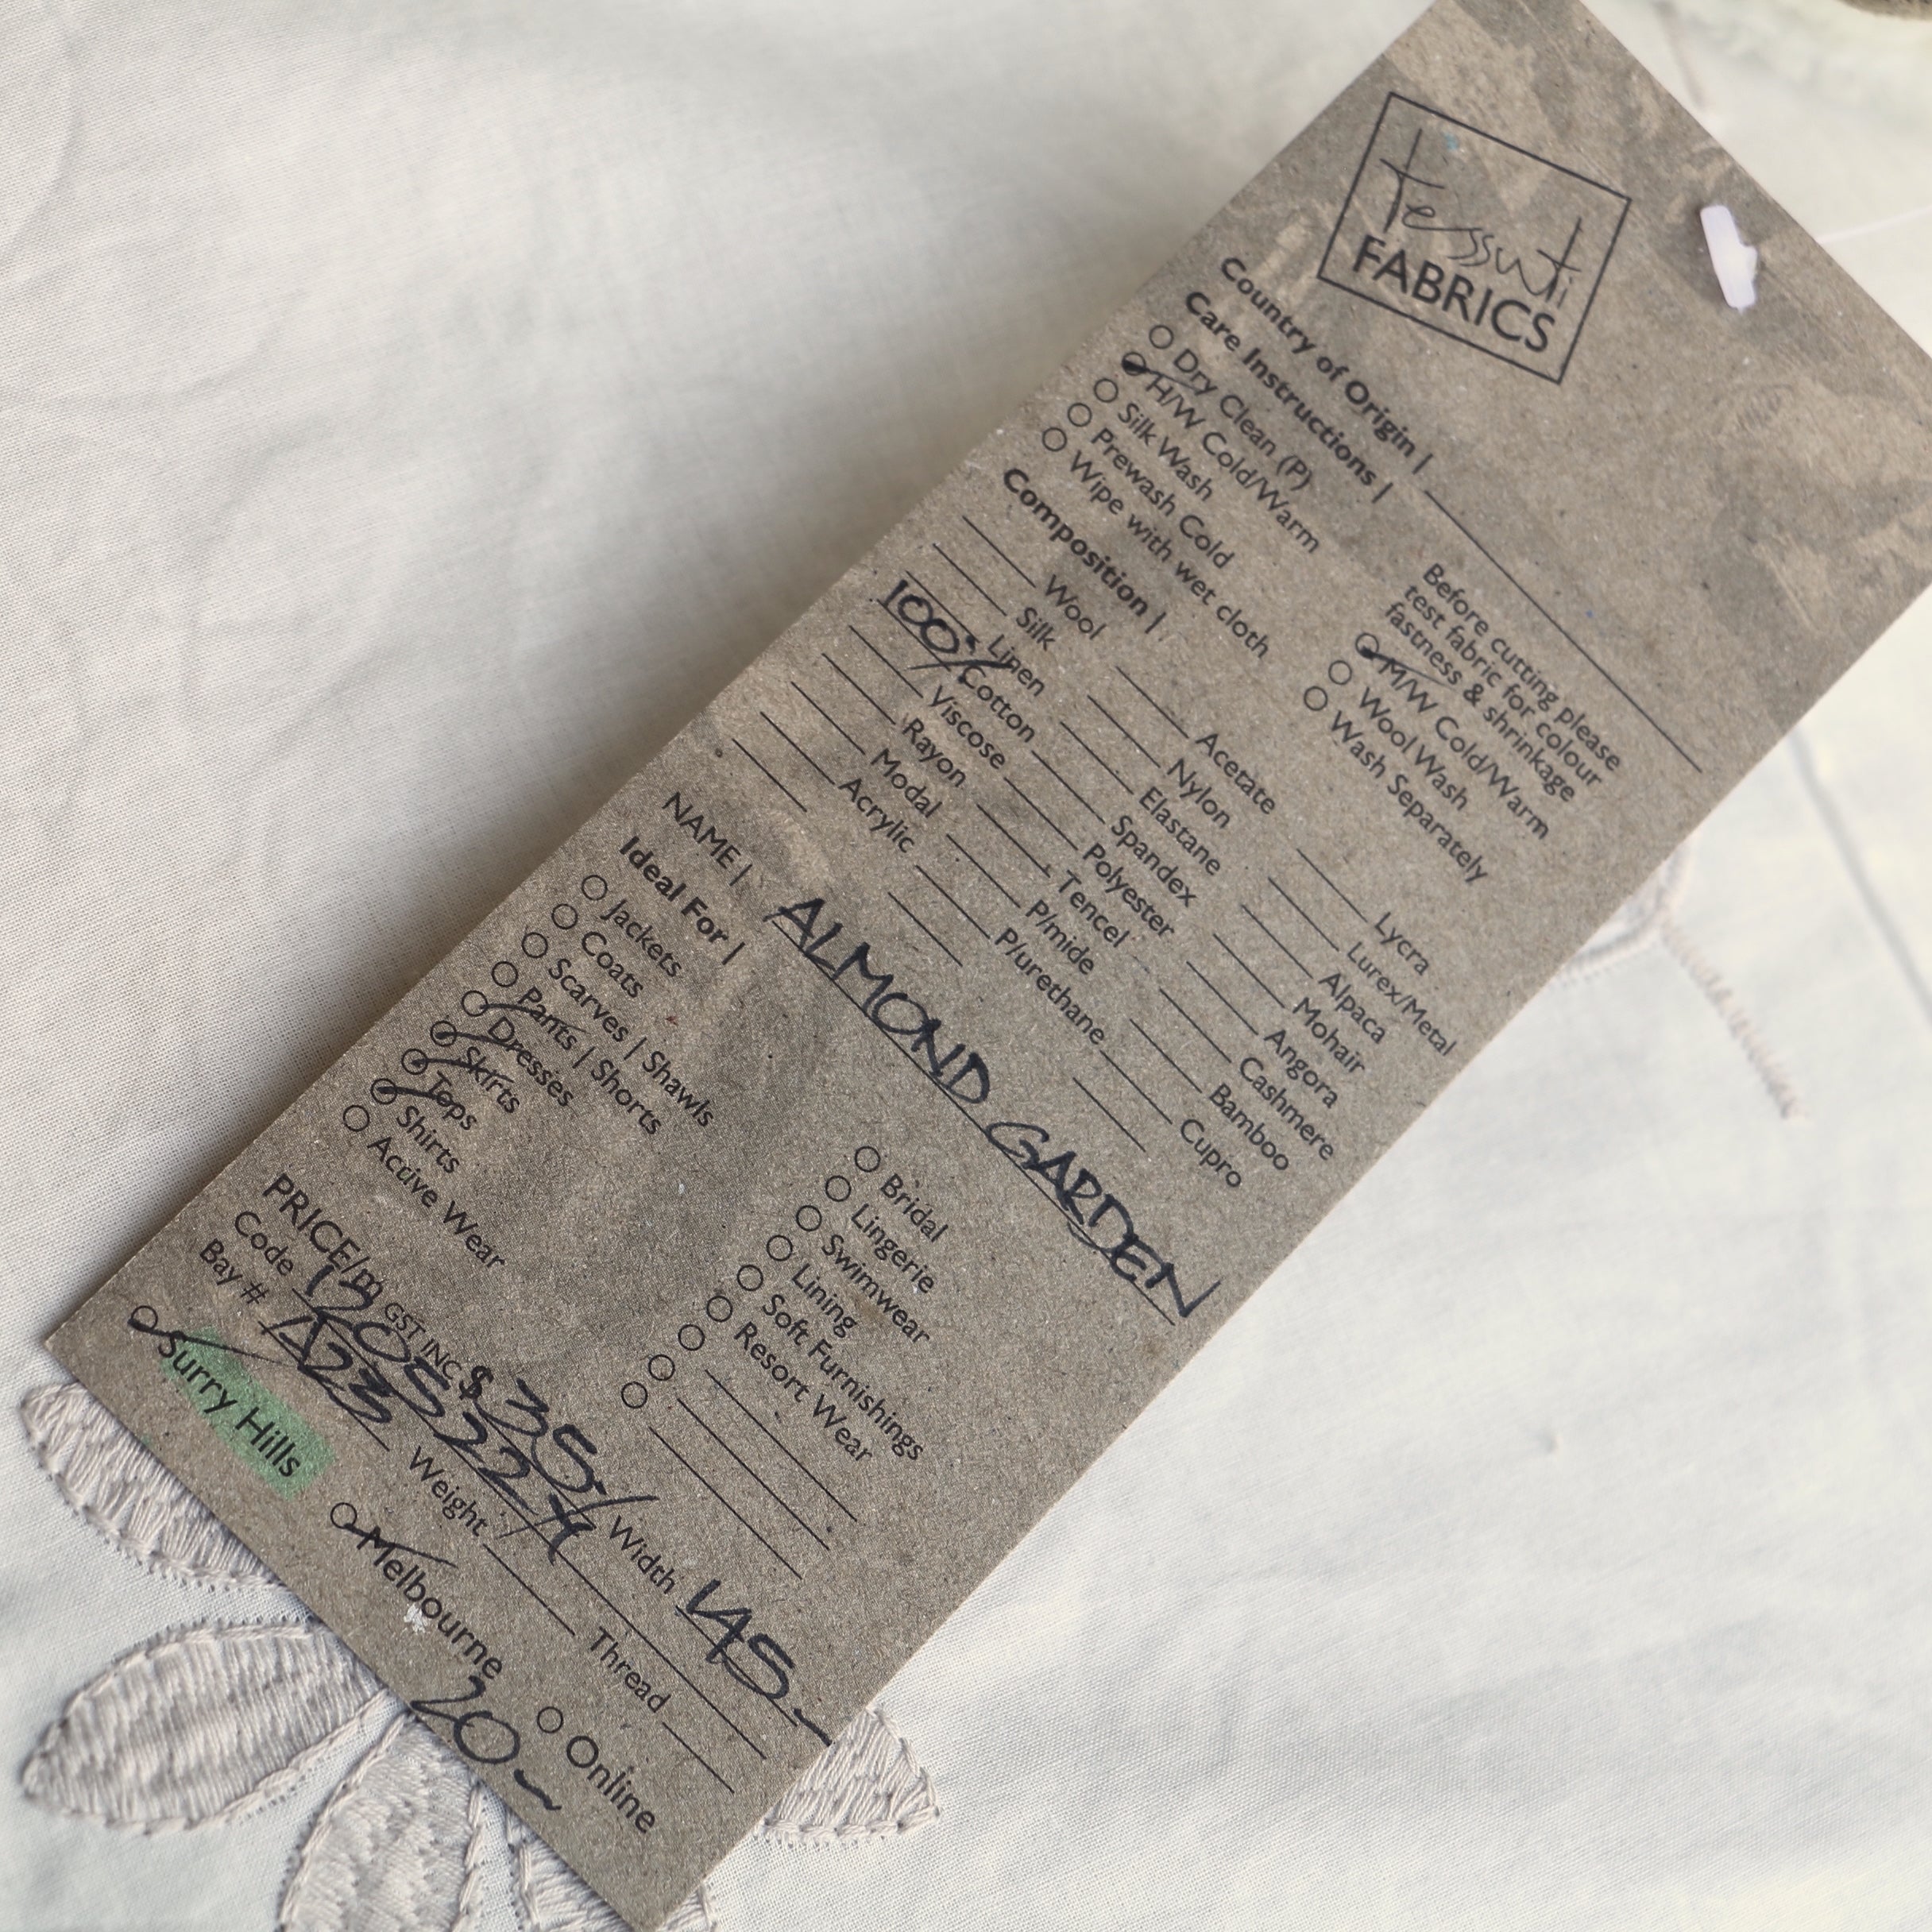 tessuti
FABRICS
Country of Origin |
Care Instructions |
Before cutting please
test fabric for colour
fastness & shrinkage
Dry Clean (P)
H/W Cold/Warm
M/W Cold/Warm
Silk Wash
Wool Wash
Prewash Cold
Wash Separately
Wipe with wet cloth
Composition |
Wool Acetate Lycra
Silk Nylon Lurex/Metal
Linen Elastane Alpaca
100% Cotton Spandex Mohair
Viscose Polyester Angora
Rayon Tencel Cashmere
Modal P/mide Bamboo
Acrylic P/urethane Cupro
NAME | ALMOND GARDEN
Ideal For |
Jackets Bridal
Coats Lingerie
Scarves | Shawls Swimwear
Pants | Shorts Lining
Dresses Soft Furnishings
Skirts Resort Wear
Tops
Shirts
Active Wear
PRICE/m GST INC $ 35/ Width 145
Code
Bay # A23 Weight Thread
Surry Hills Melbourne Online
20